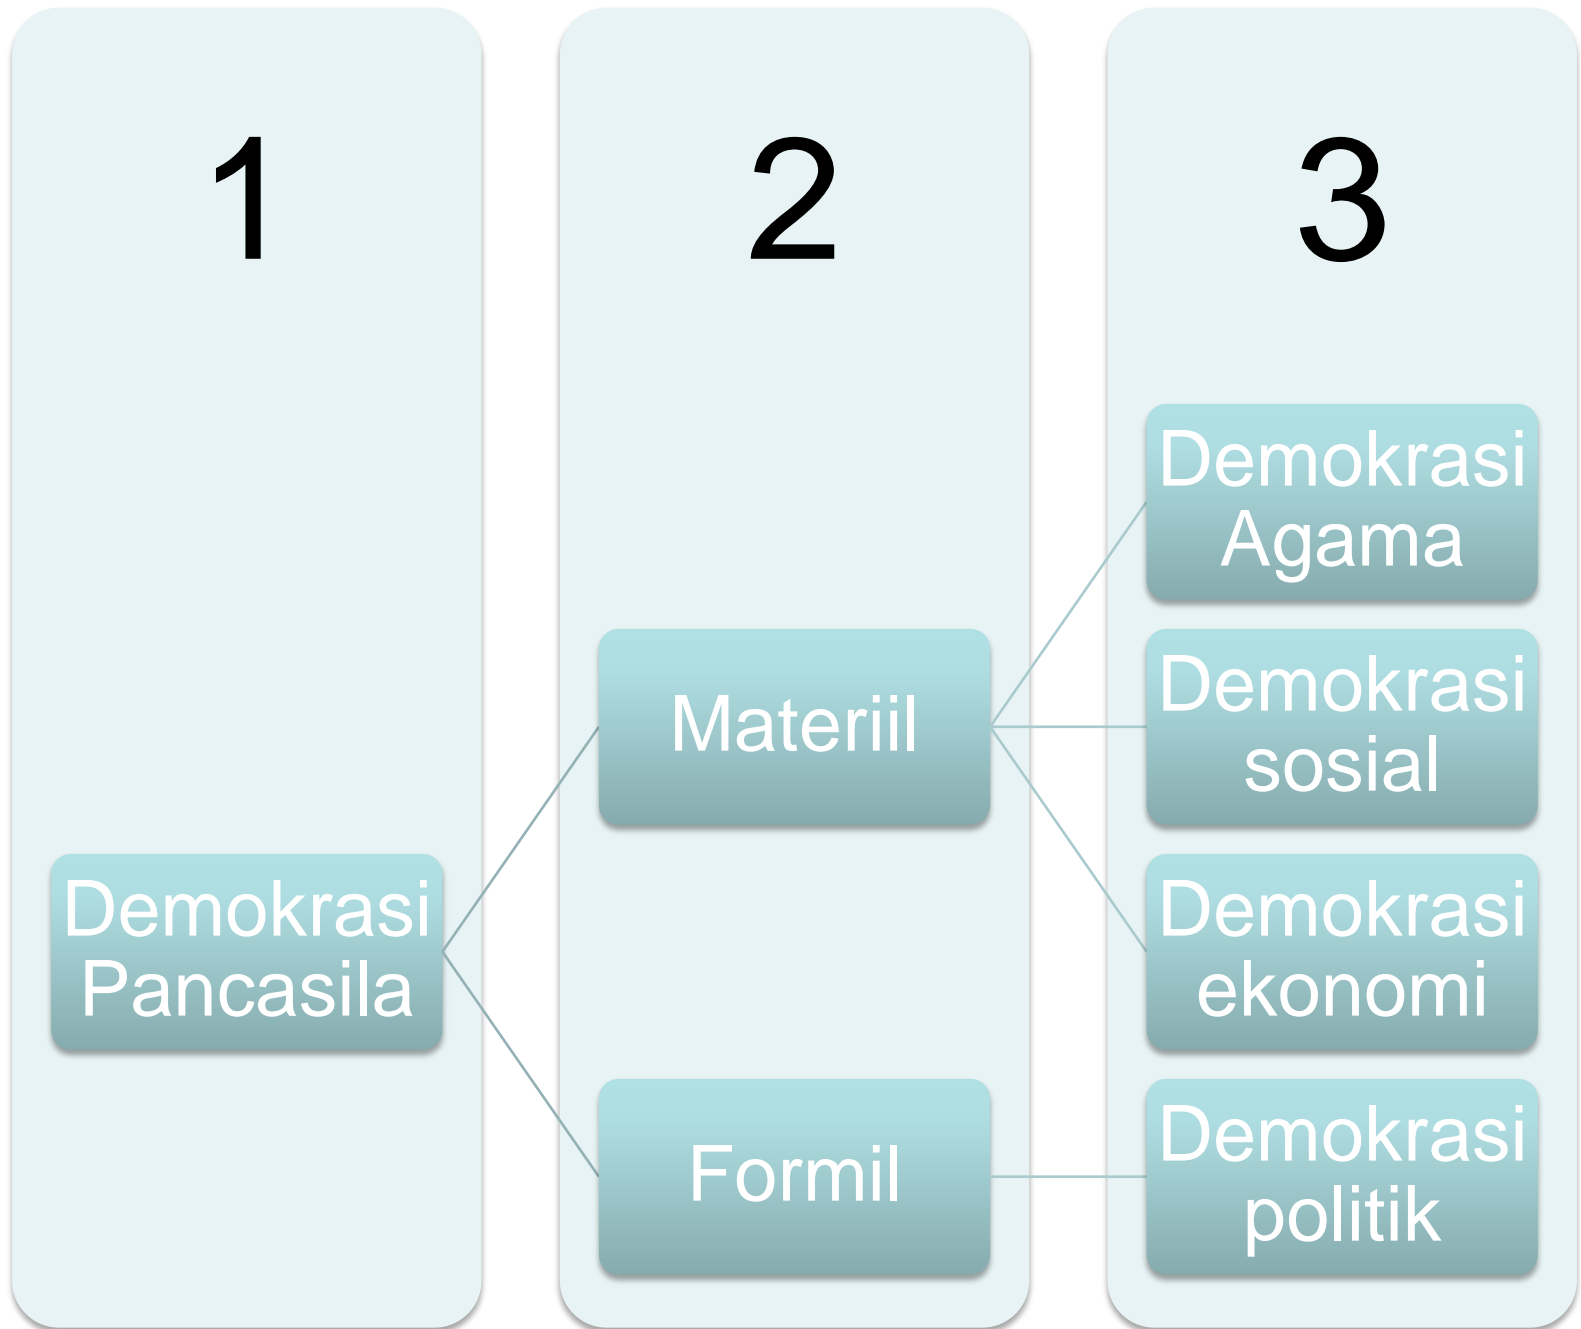 1
2
3
Demokrasi
Pancasila
Materiil
Formil
Demokrasi
Agama
Demokrasi
sosial
Demokrasi
ekonomi
Demokrasi
politik